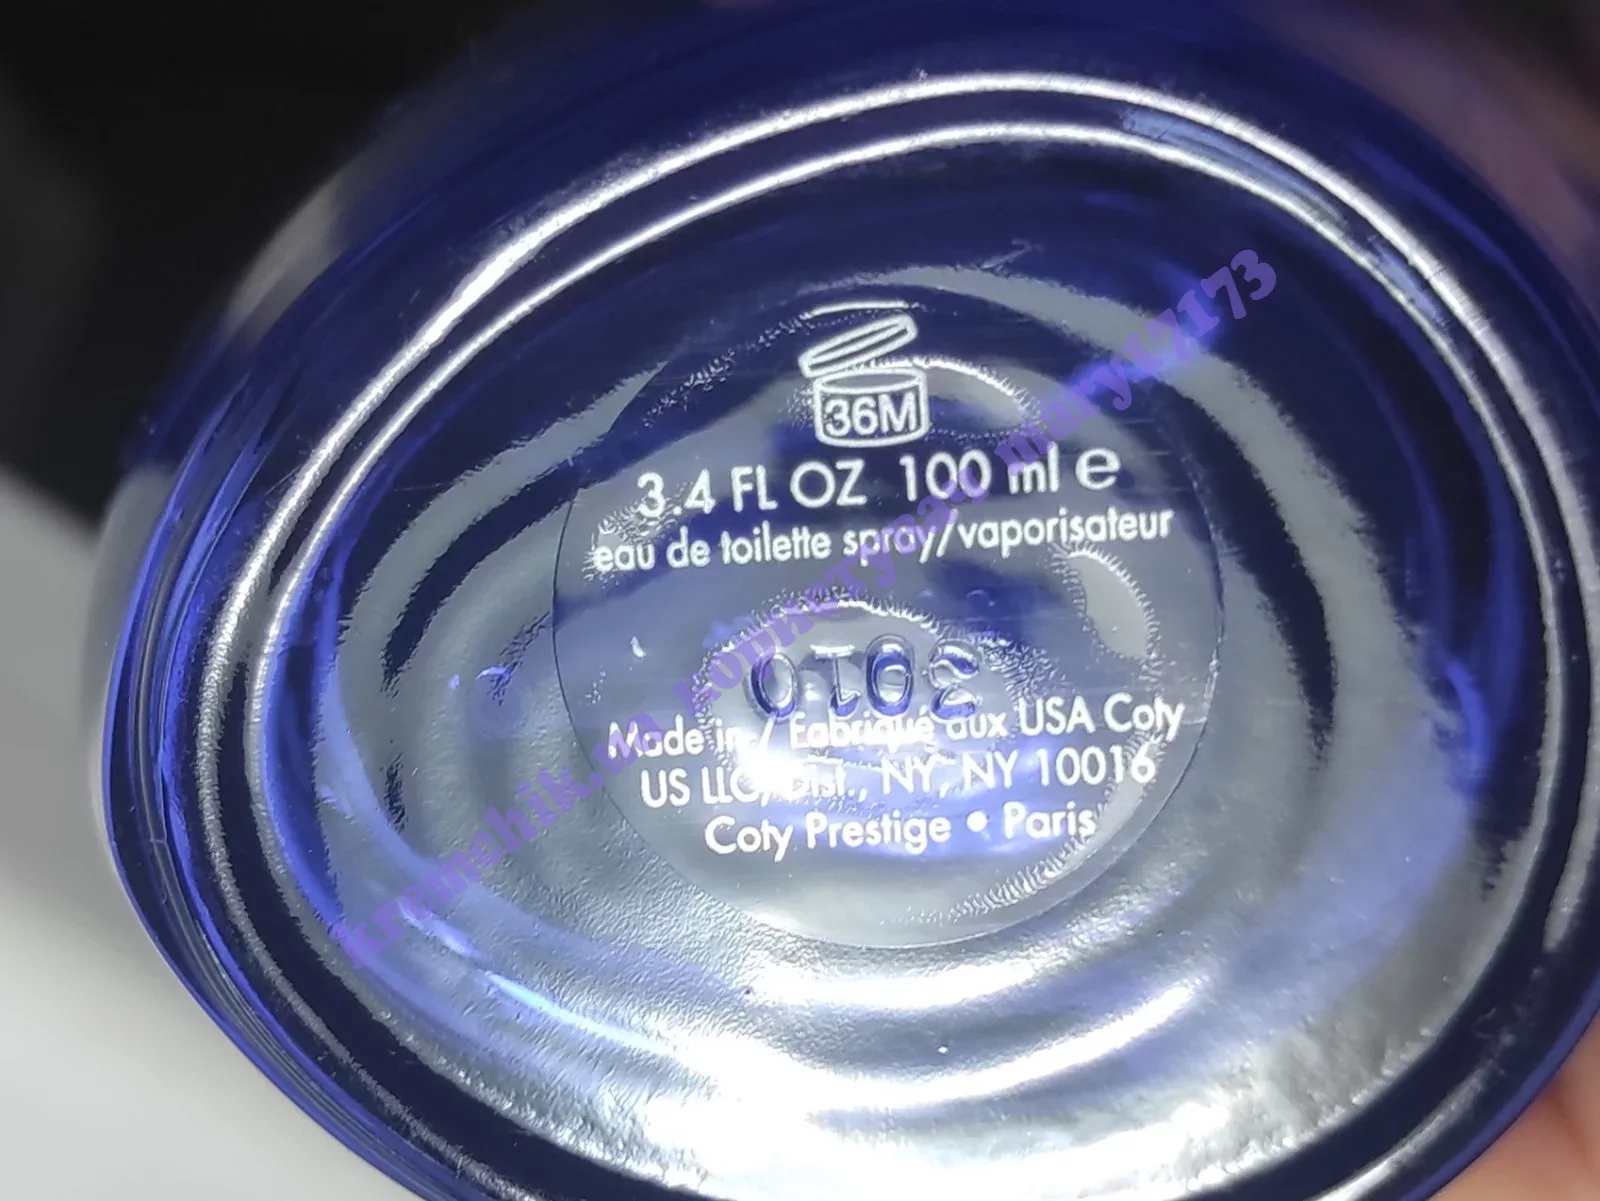 36M
3.4 FL OZ 100 ml e
eau de toilette spray/vaporisateur
3010
Made in / Fabriqué aux USA Coty
US LLC, Dist., NY, NY 10016
Coty Prestige • Paris